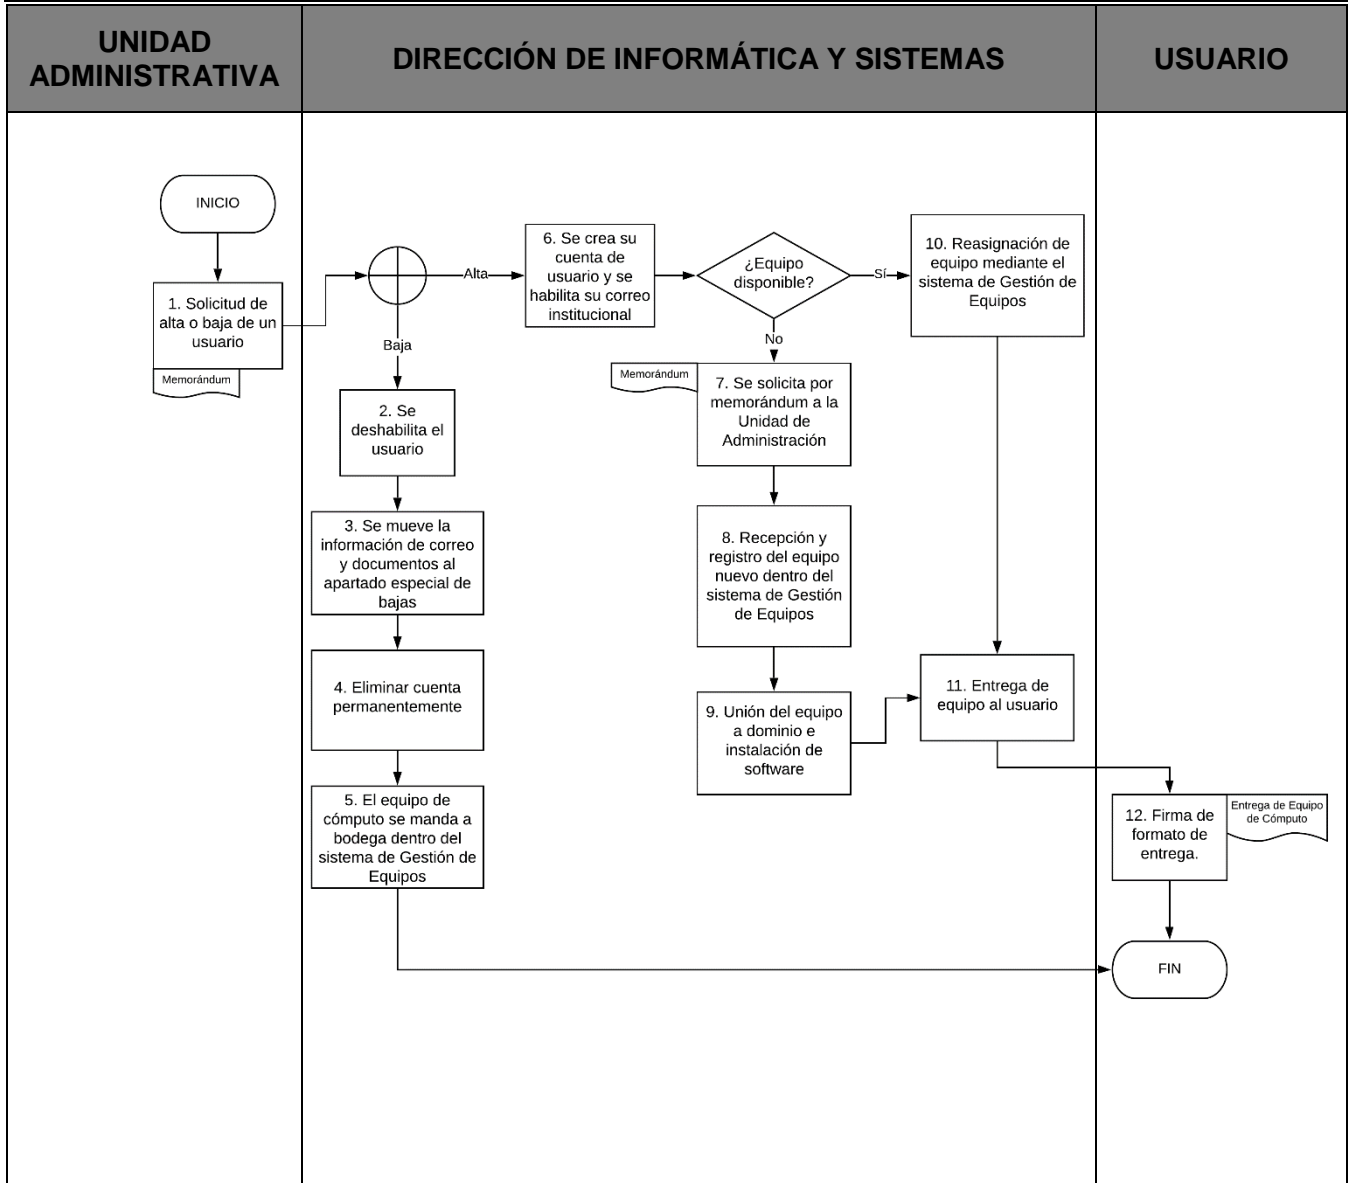 UNIDAD
ADMINISTRATIVA
DIRECCIÓN DE INFORMÁTICA Y SISTEMAS
USUARIO
INICIO
1. Solicitud de
alta o baja de un
usuario
Memorándum
Alta
Baja
2. Se
deshabilita el
usuario
3. Se mueve la
información de correo
y documentos al
apartado especial de
bajas
4. Eliminar cuenta
permanentemente
5. El equipo de
cómputo se manda a
bodega dentro del
sistema de Gestión de
Equipos
6. Se crea su
cuenta de
usuario y se
habilita su correo
institucional
¿Equipo
disponible?
Sí
No
Memorándum
7. Se solicita por
memorándum a la
Unidad de
Administración
8. Recepción y
registro del equipo
nuevo dentro del
sistema de Gestión
de Equipos
9. Unión del equipo
a dominio e
instalación de
software
10. Reasignación de
equipo mediante el
sistema de Gestión de
Equipos
11. Entrega de
equipo al usuario
12. Firma de
formato de
entrega.
Entrega de Equipo
de Cómputo
FIN